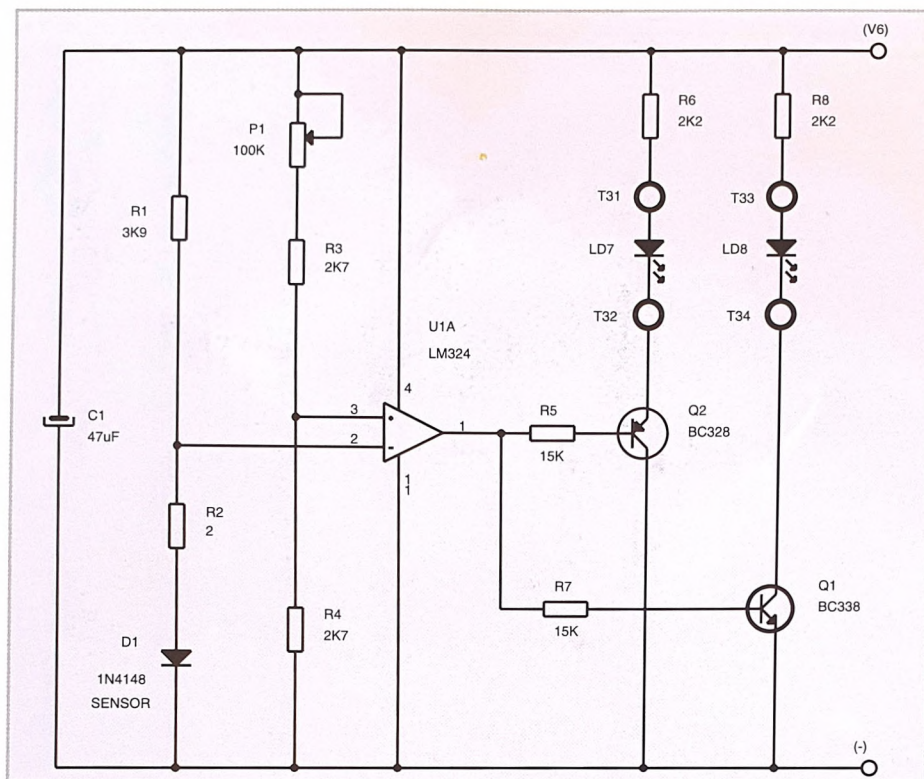 (V6)
R6
2K2
R8
2K2
P1
100K
T31
T33
R1
3K9
R3
2K7
LD7
LD8
T32
T34
U1A
LM324
4
C1
47uF
3
2
1
1
1
R5
15K
Q2
BC328
R2
2
R4
2K7
R7
15K
Q1
BC338
D1
1N4148
SENSOR
(-)